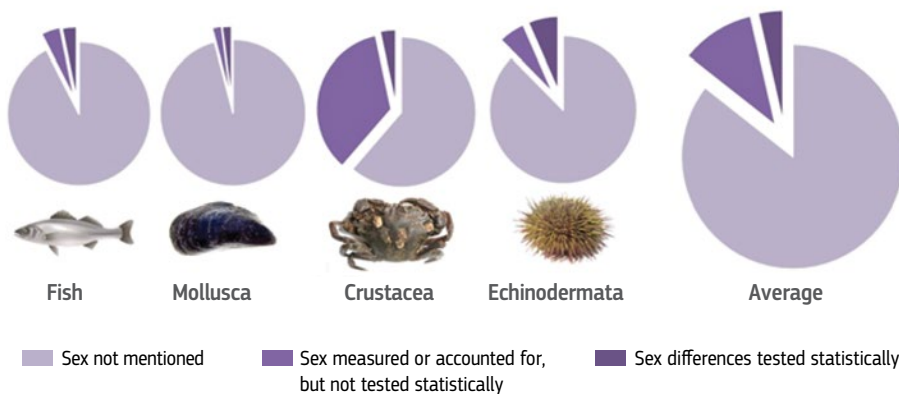 Fish
Mollusca
Crustacea
Echinodermata
Average
Sex not mentioned
Sex measured or accounted for,
but not tested statistically
Sex differences tested statistically